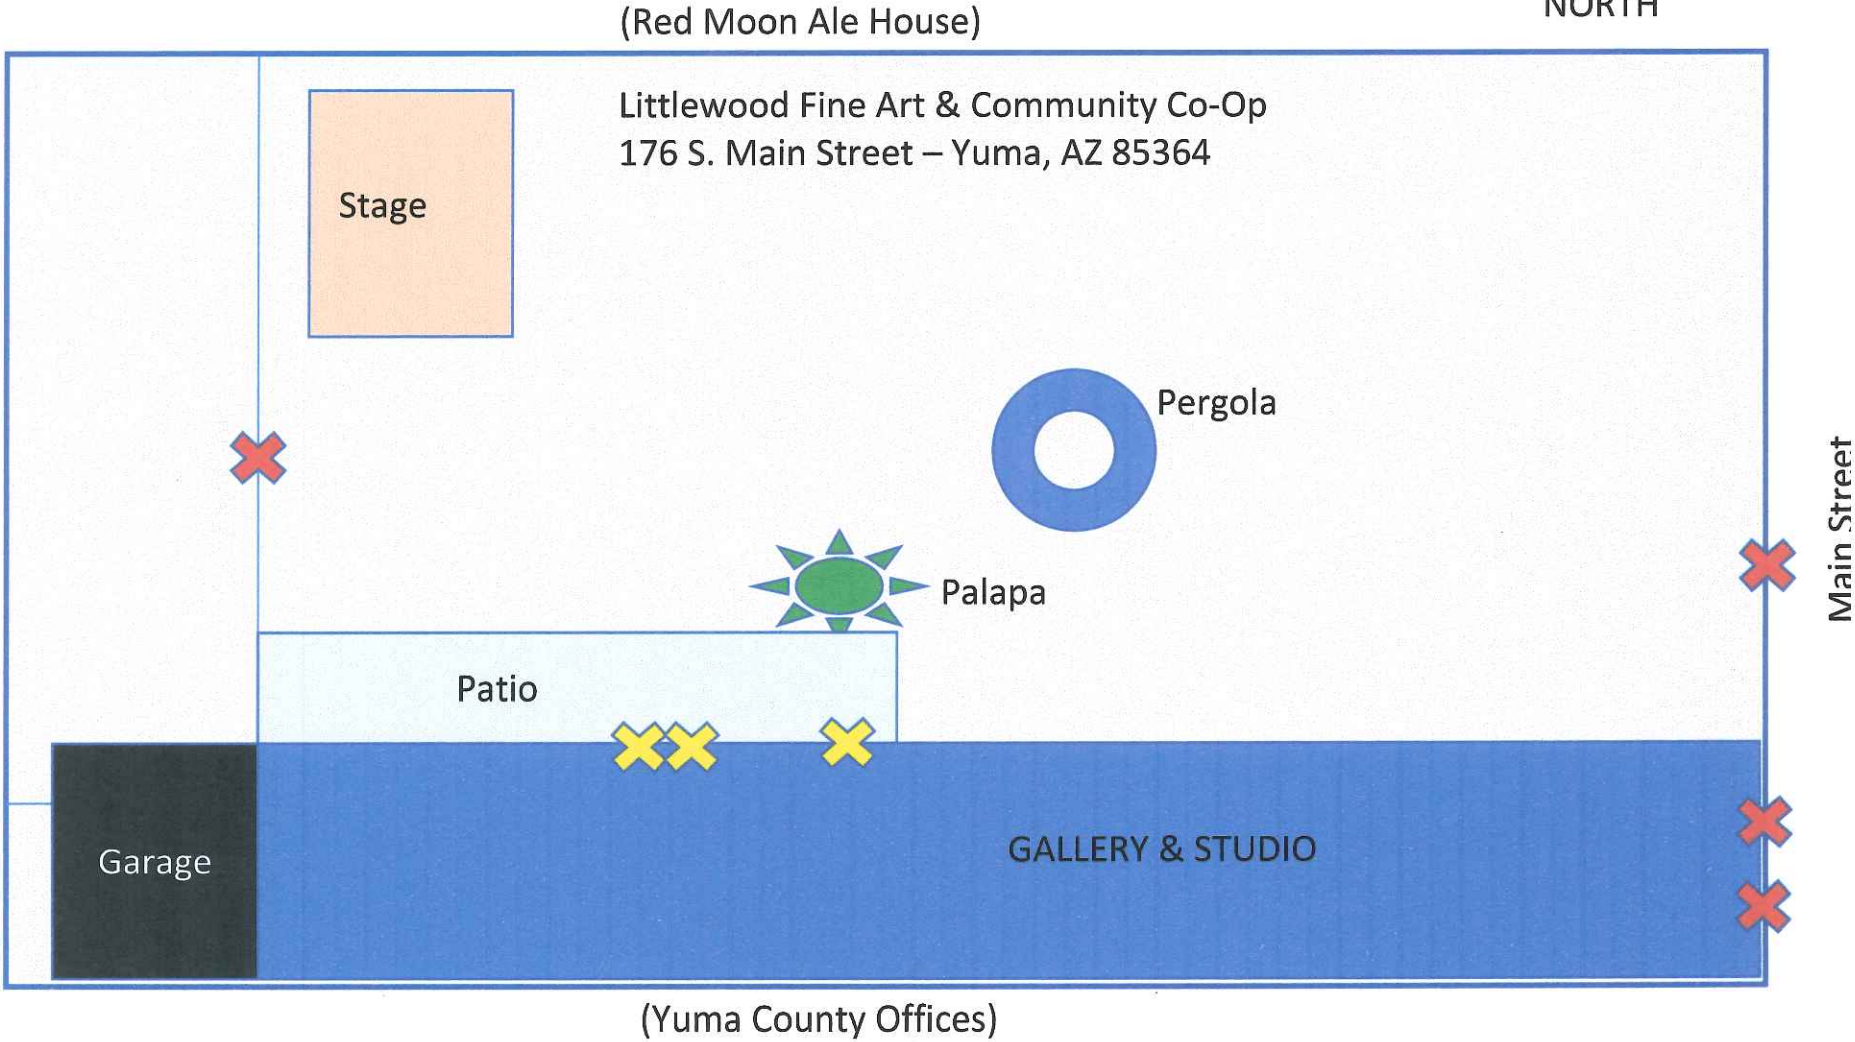 NORTH
(Red Moon Ale House)
Littlewood Fine Art & Community Co-Op
176 S. Main Street – Yuma, AZ 85364
Stage
Pergola
Main Street
Palapa
Patio
GALLERY & STUDIO
Garage
(Yuma County Offices)